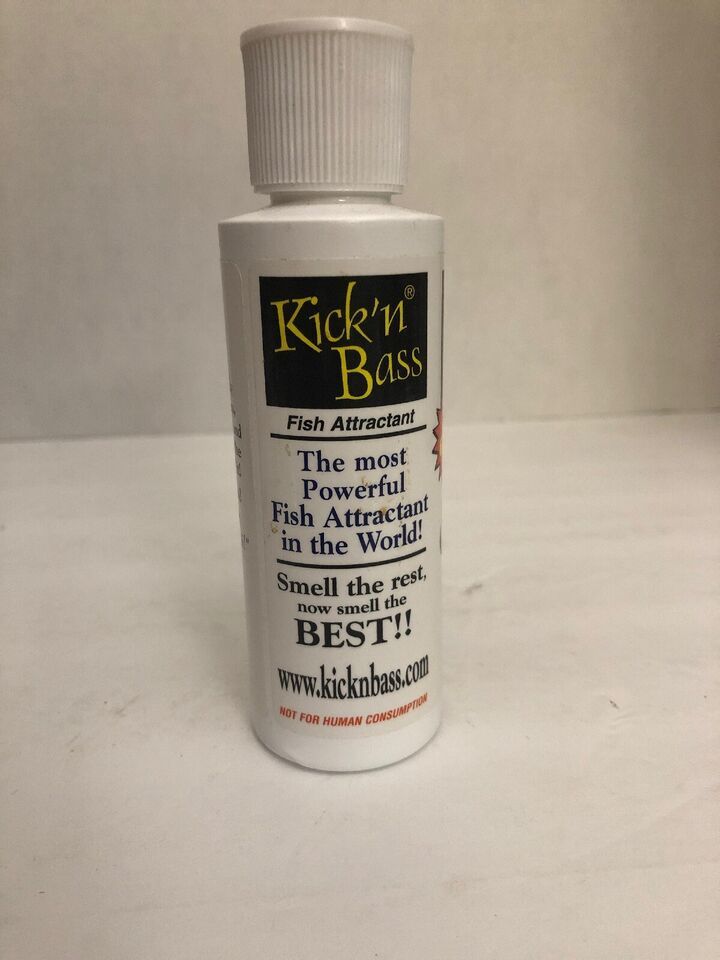 Kick'n®
Bass
Fish Attractant
The most
Powerful
Fish Attractant
in the World!
Smell the rest,
now smell the
BEST!!
www.kicknbass.com
NOT FOR HUMAN CONSUMPTION